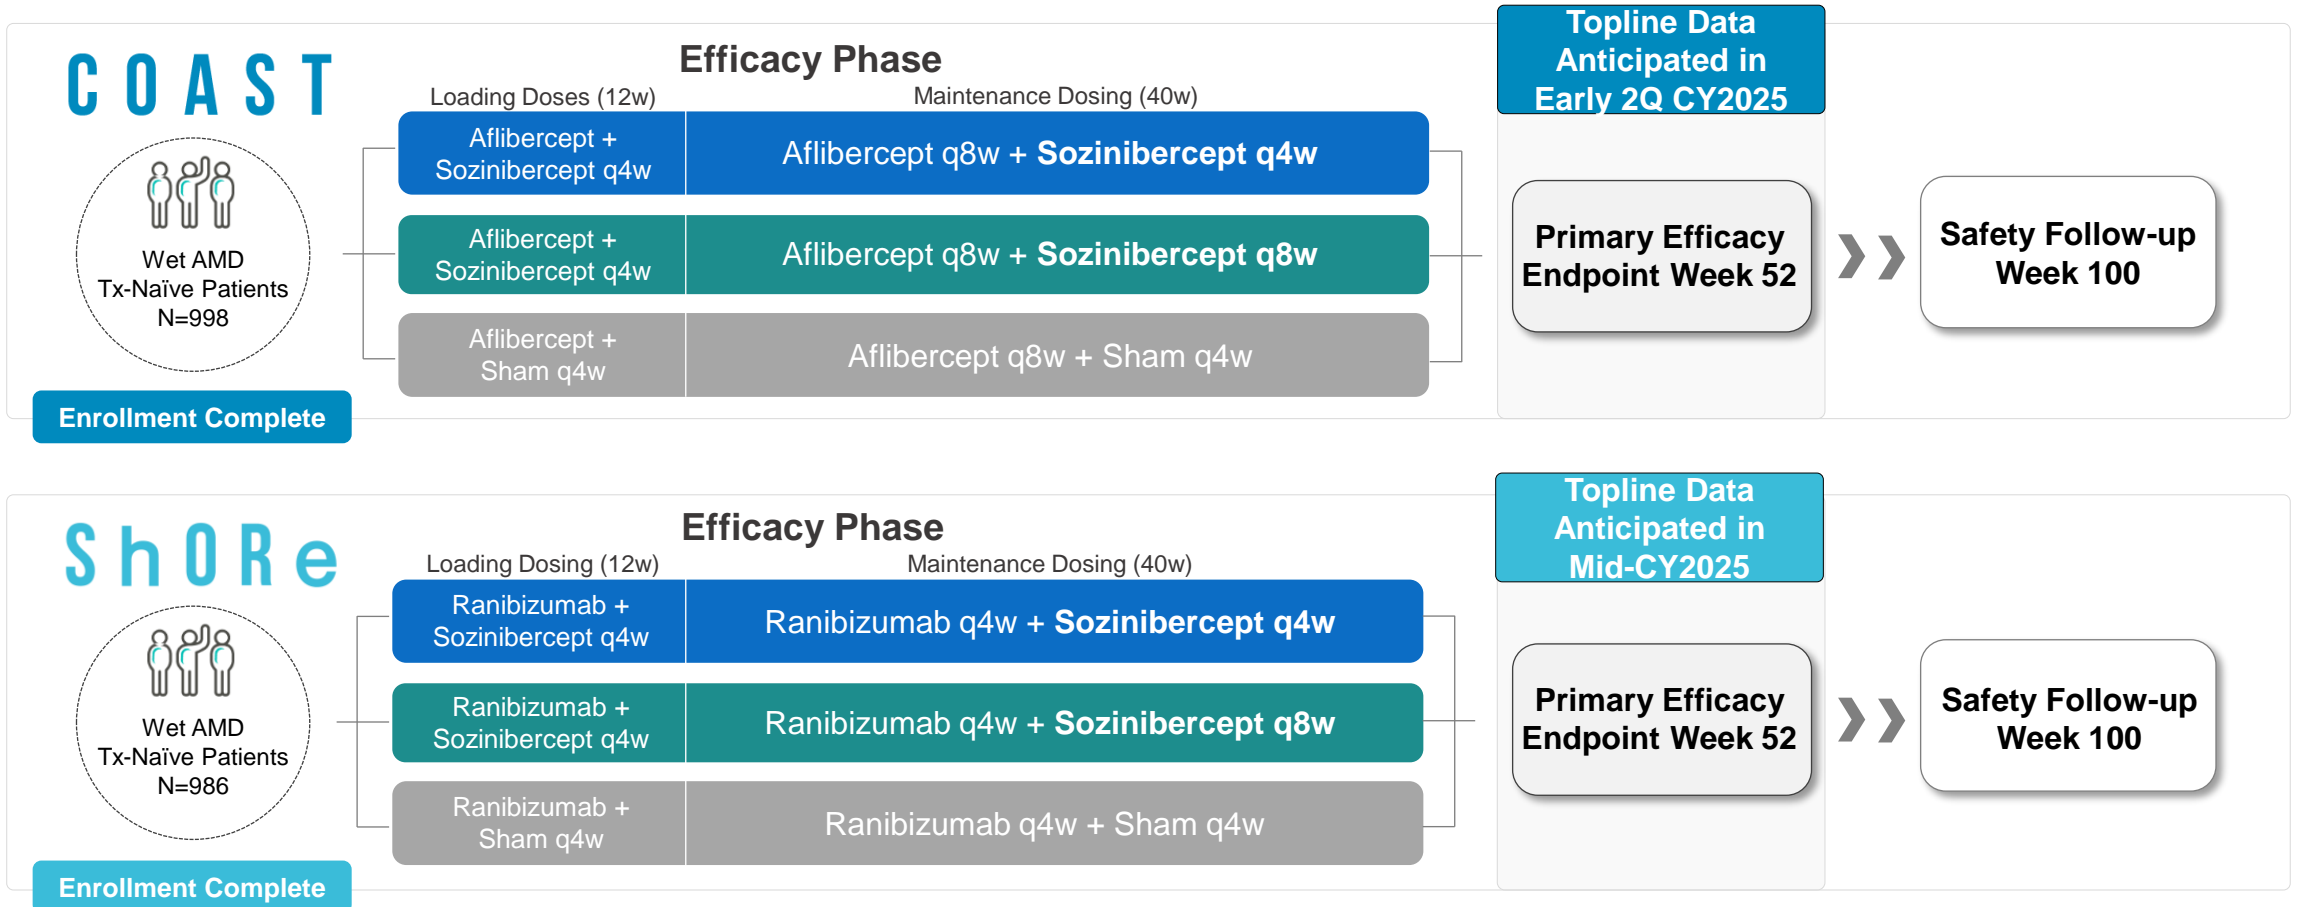 COAST
Efficacy Phase
Topline Data
Anticipated in
Early 2Q CY2025
Loading Doses (12w)
Maintenance Dosing (40w)
Wet AMD
Tx-Naïve Patients
N=998
Aflibercept +
Sozinibercept q4w
Aflibercept q8w + Sozinibercept q4w
Aflibercept +
Sozinibercept q4w
Aflibercept q8w + Sozinibercept q8w
Aflibercept +
Sham q4w
Aflibercept q8w + Sham q4w
Primary Efficacy
Endpoint Week 52
Safety Follow-up
Week 100
Enrollment Complete
ShORe
Efficacy Phase
Topline Data
Anticipated in
Mid-CY2025
Loading Dosing (12w)
Maintenance Dosing (40w)
Wet AMD
Tx-Naïve Patients
N=986
Ranibizumab +
Sozinibercept q4w
Ranibizumab q4w + Sozinibercept q4w
Ranibizumab +
Sozinibercept q4w
Ranibizumab q4w + Sozinibercept q8w
Ranibizumab +
Sham q4w
Ranibizumab q4w + Sham q4w
Primary Efficacy
Endpoint Week 52
Safety Follow-up
Week 100
Enrollment Complete